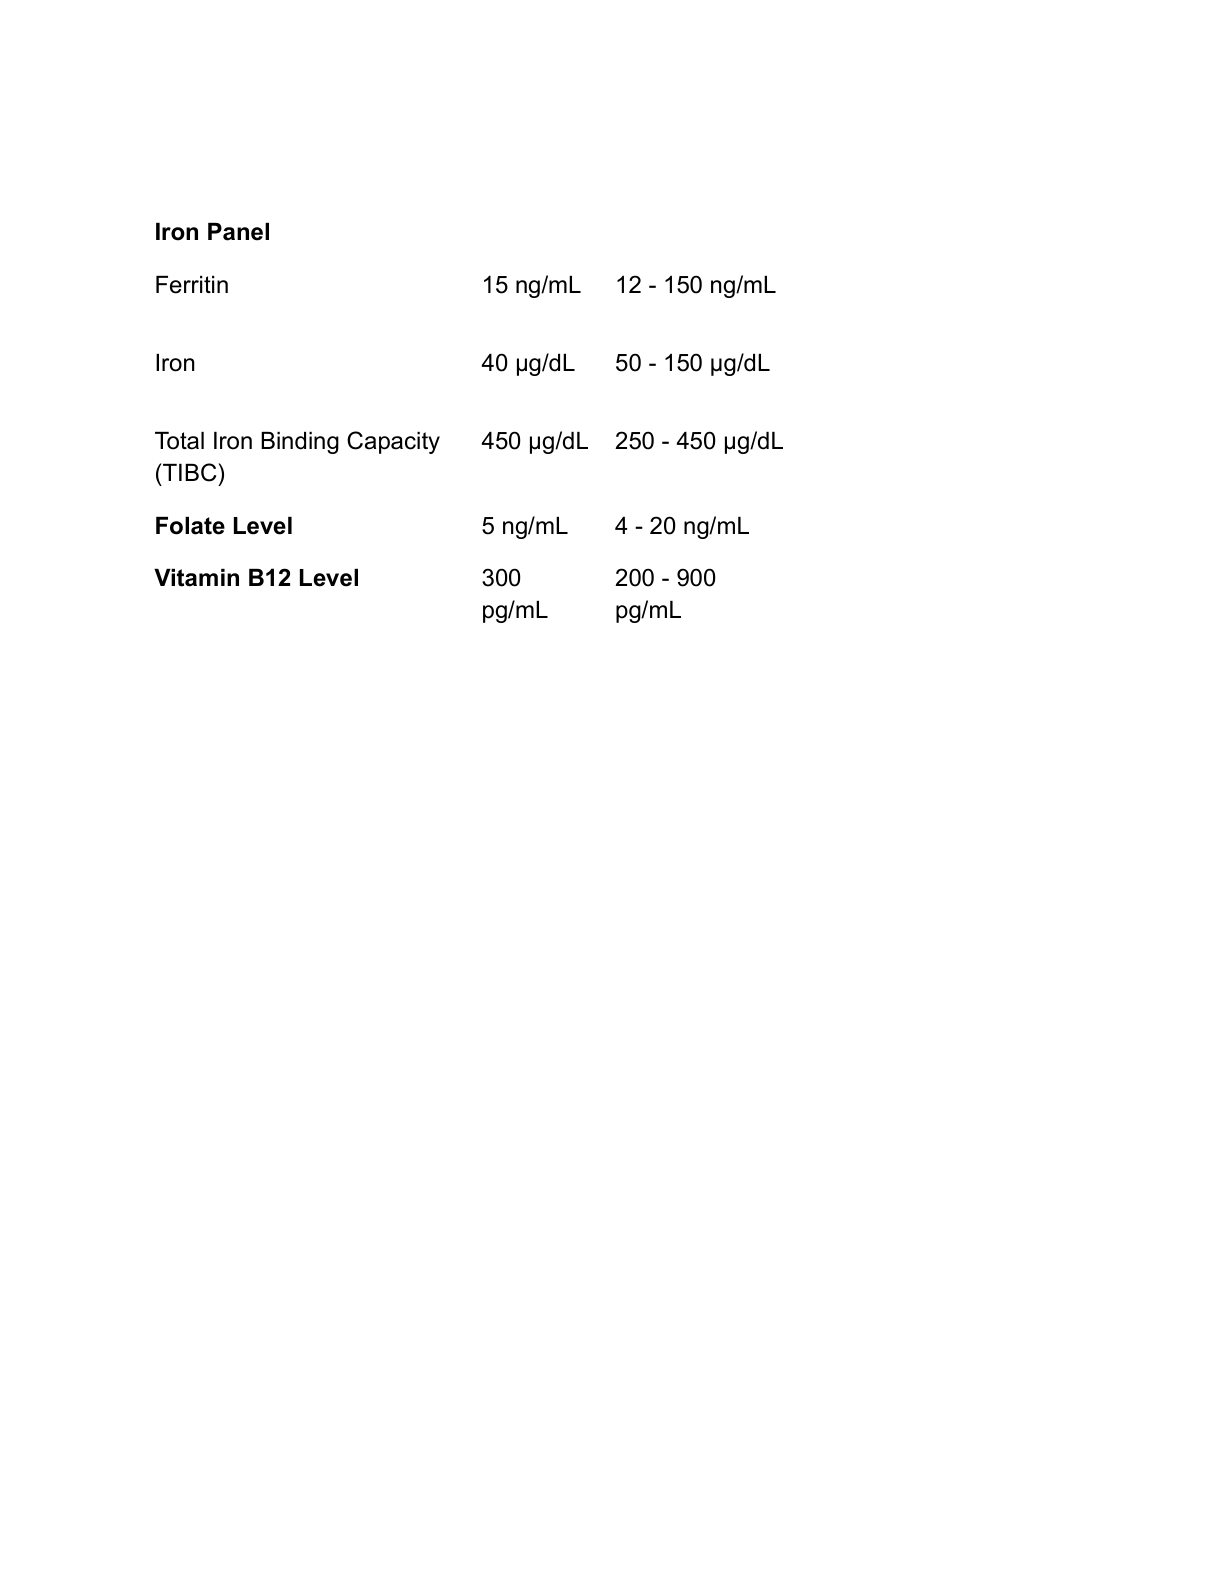 Iron Panel
Ferritin 15 ng/mL 12 - 150 ng/mL
Iron 40 µg/dL 50 - 150 µg/dL
Total Iron Binding Capacity 450 µg/dL 250 - 450 µg/dL
(TIBC)
Folate Level 5 ng/mL 4 - 20 ng/mL
Vitamin B12 Level 300 200 - 900
pg/mL pg/mL